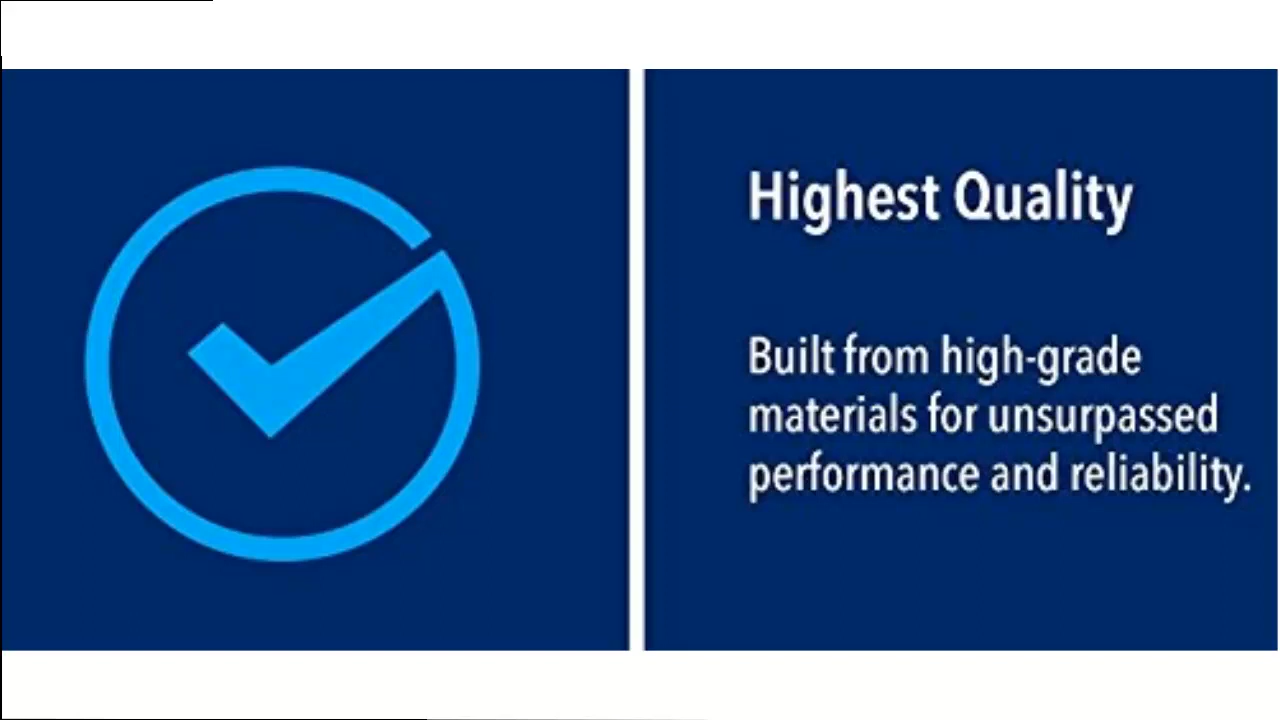 Highest Quality
Built from high-grade
materials for unsurpassed
performance and reliability.